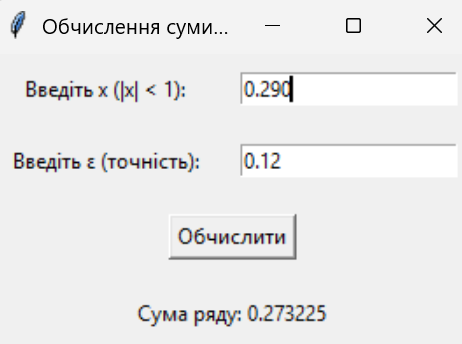 Обчислення суми...
Введіть x (|x| < 1):
0.290
Введіть ε (точність):
0.12
Обчислити
Сума ряду: 0.273225